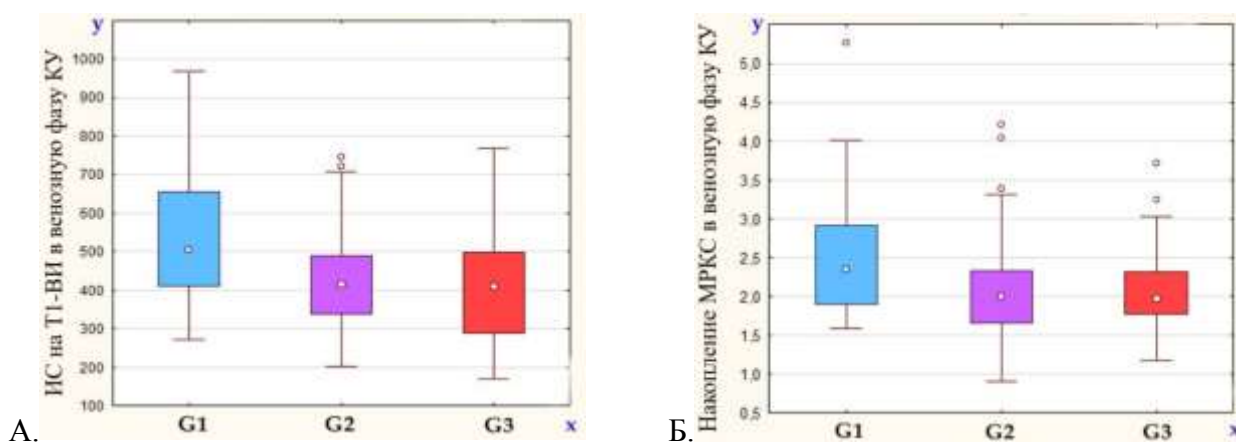 y
ИС на Т1-ВИ в венозную фазу КУ
1000
900
800
700
600
500
400
300
200
100
G1 G2 G3 x
А.
y
Накопление МРКС в венозную фазу КУ
5,0
4,5
4,0
3,5
3,0
2,5
2,0
1,5
1,0
0,5
G1 G2 G3 x
Б.